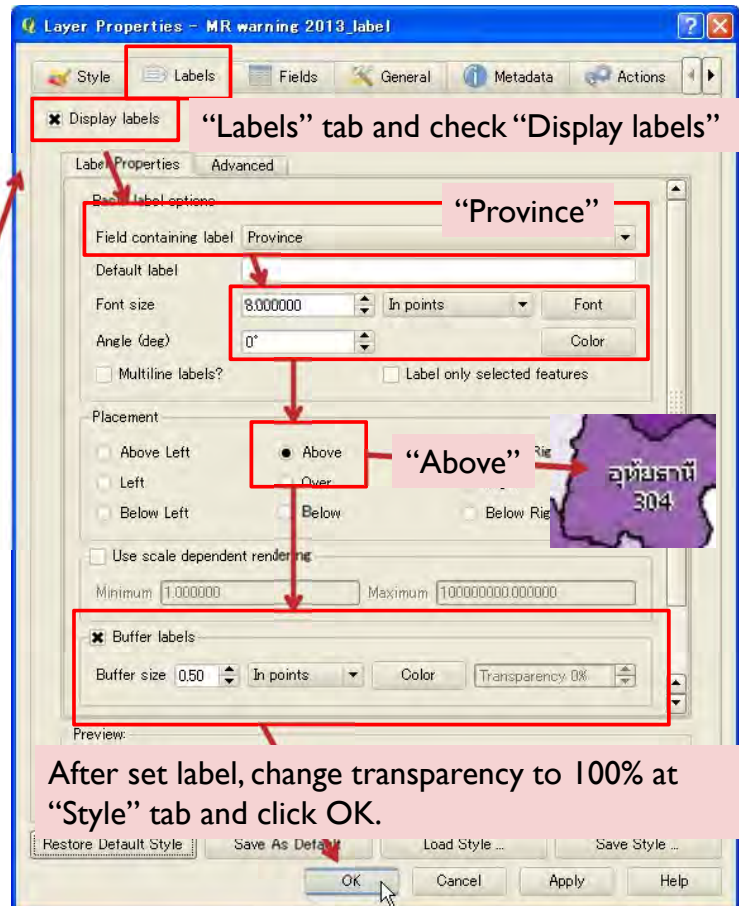 Layer Properties - MR warning 2013_label
Style Labels Fields General Metadata Actions
Display labels
“Labels” tab and check “Display labels”
Label Properties Advanced
Basic label options
“Province”
Field containing label Province
Default label
Font size 8.000000 In points Font
Angle (deg) 0° Color
Multiline labels? Label only selected features
Placement
Above Left Above
“Above”
Left Over
Below Left Below Below Rig
อุทัยธานี
304
Use scale dependent rendering
Minimum 1.000000 Maximum 100000000.000000
Buffer labels
Buffer size 0.50 In points Color Transparency 0%
Preview:
After set label, change transparency to 100% at
“Style” tab and click OK.
Restore Default Style Save As Default Load Style ... Save Style ...
OK Cancel Apply Help